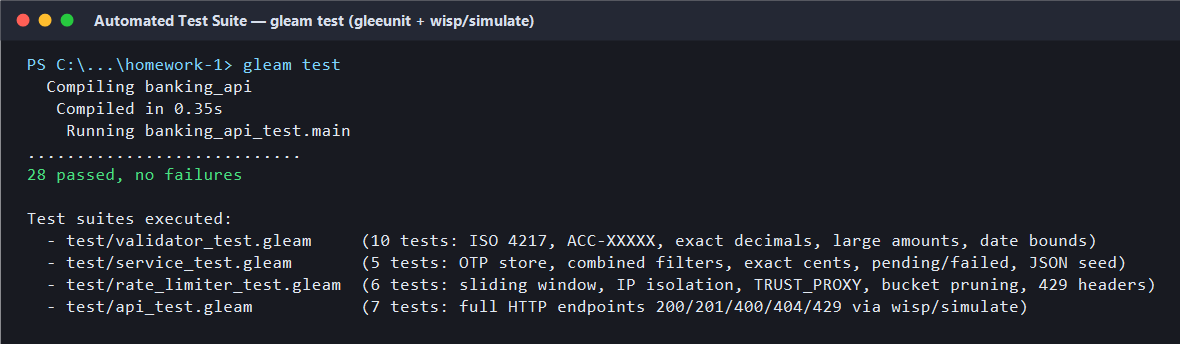 Automated Test Suite — gleam test (gleeunit + wisp/simulate)
PS C:\...\homework-1> gleam test
Compiling banking_api
Compiled in 0.35s
Running banking_api_test.main
............................
28 passed, no failures
Test suites executed:
- test/validator_test.gleam (10 tests: ISO 4217, ACC-XXXXX, exact decimals, large amounts, date bounds)
- test/service_test.gleam (5 tests: OTP store, combined filters, exact cents, pending/failed, JSON seed)
- test/rate_limiter_test.gleam (6 tests: sliding window, IP isolation, TRUST_PROXY, bucket pruning, 429 headers)
- test/api_test.gleam (7 tests: full HTTP endpoints 200/201/400/404/429 via wisp/simulate)